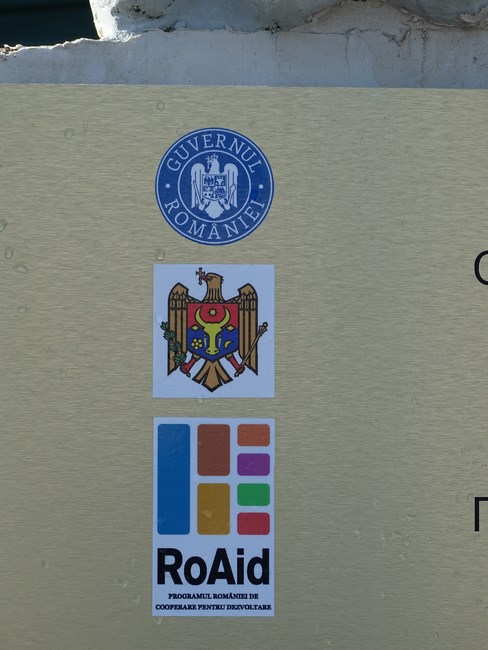 GUVERNUL
ROMÂNIEI
RoAid
PROGRAMUL ROMÂNIEI DE
COOPERARE PENTRU DEZVOLTARE